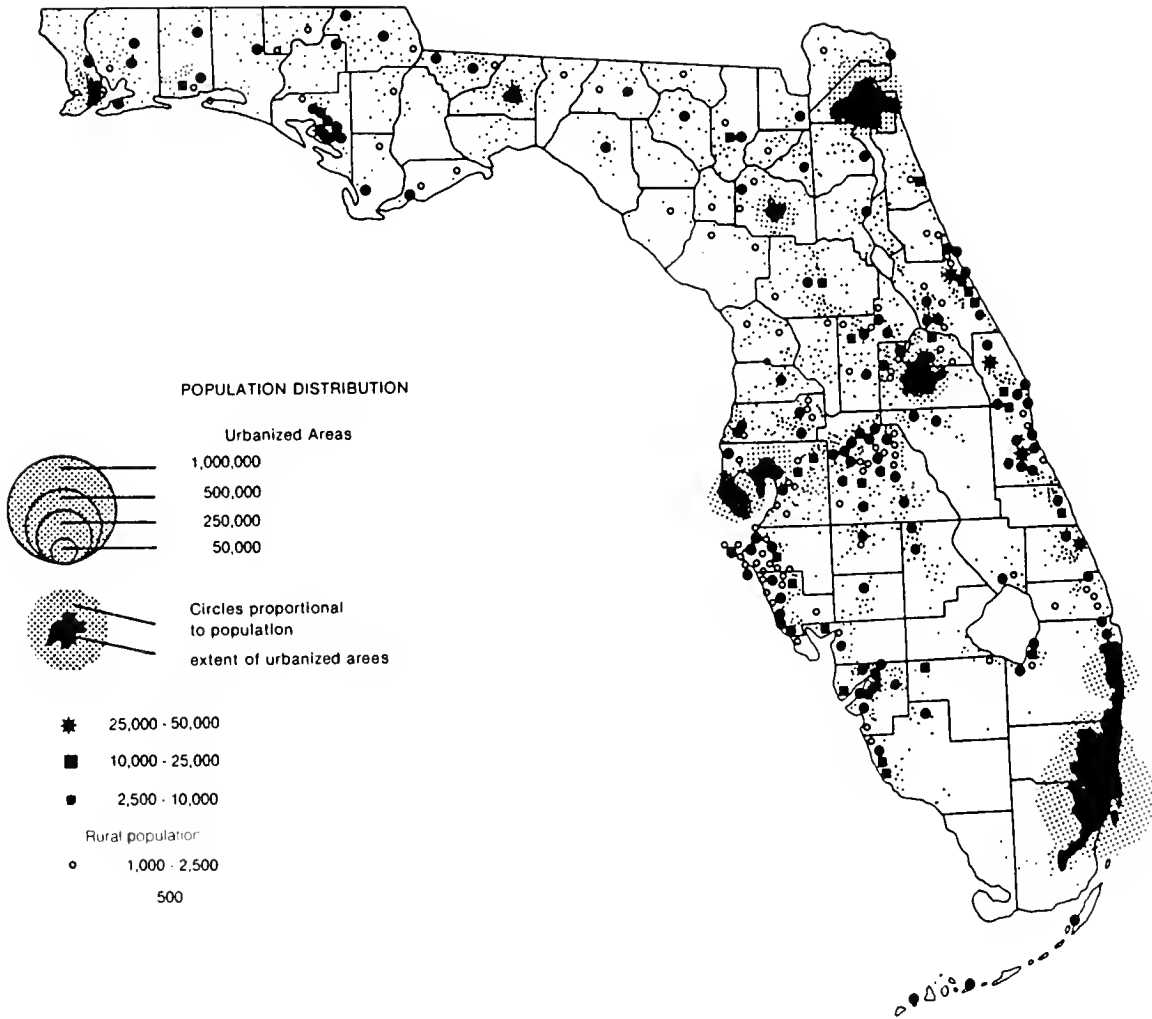 POPULATION DISTRIBUTION
Urbanized Areas
1,000,000
500,000
250,000
50,000
Circles proportional
to population
extent of urbanized areas
25,000 - 50,000
10,000 - 25,000
2,500 - 10,000
Rural population
1,000 - 2,500
500